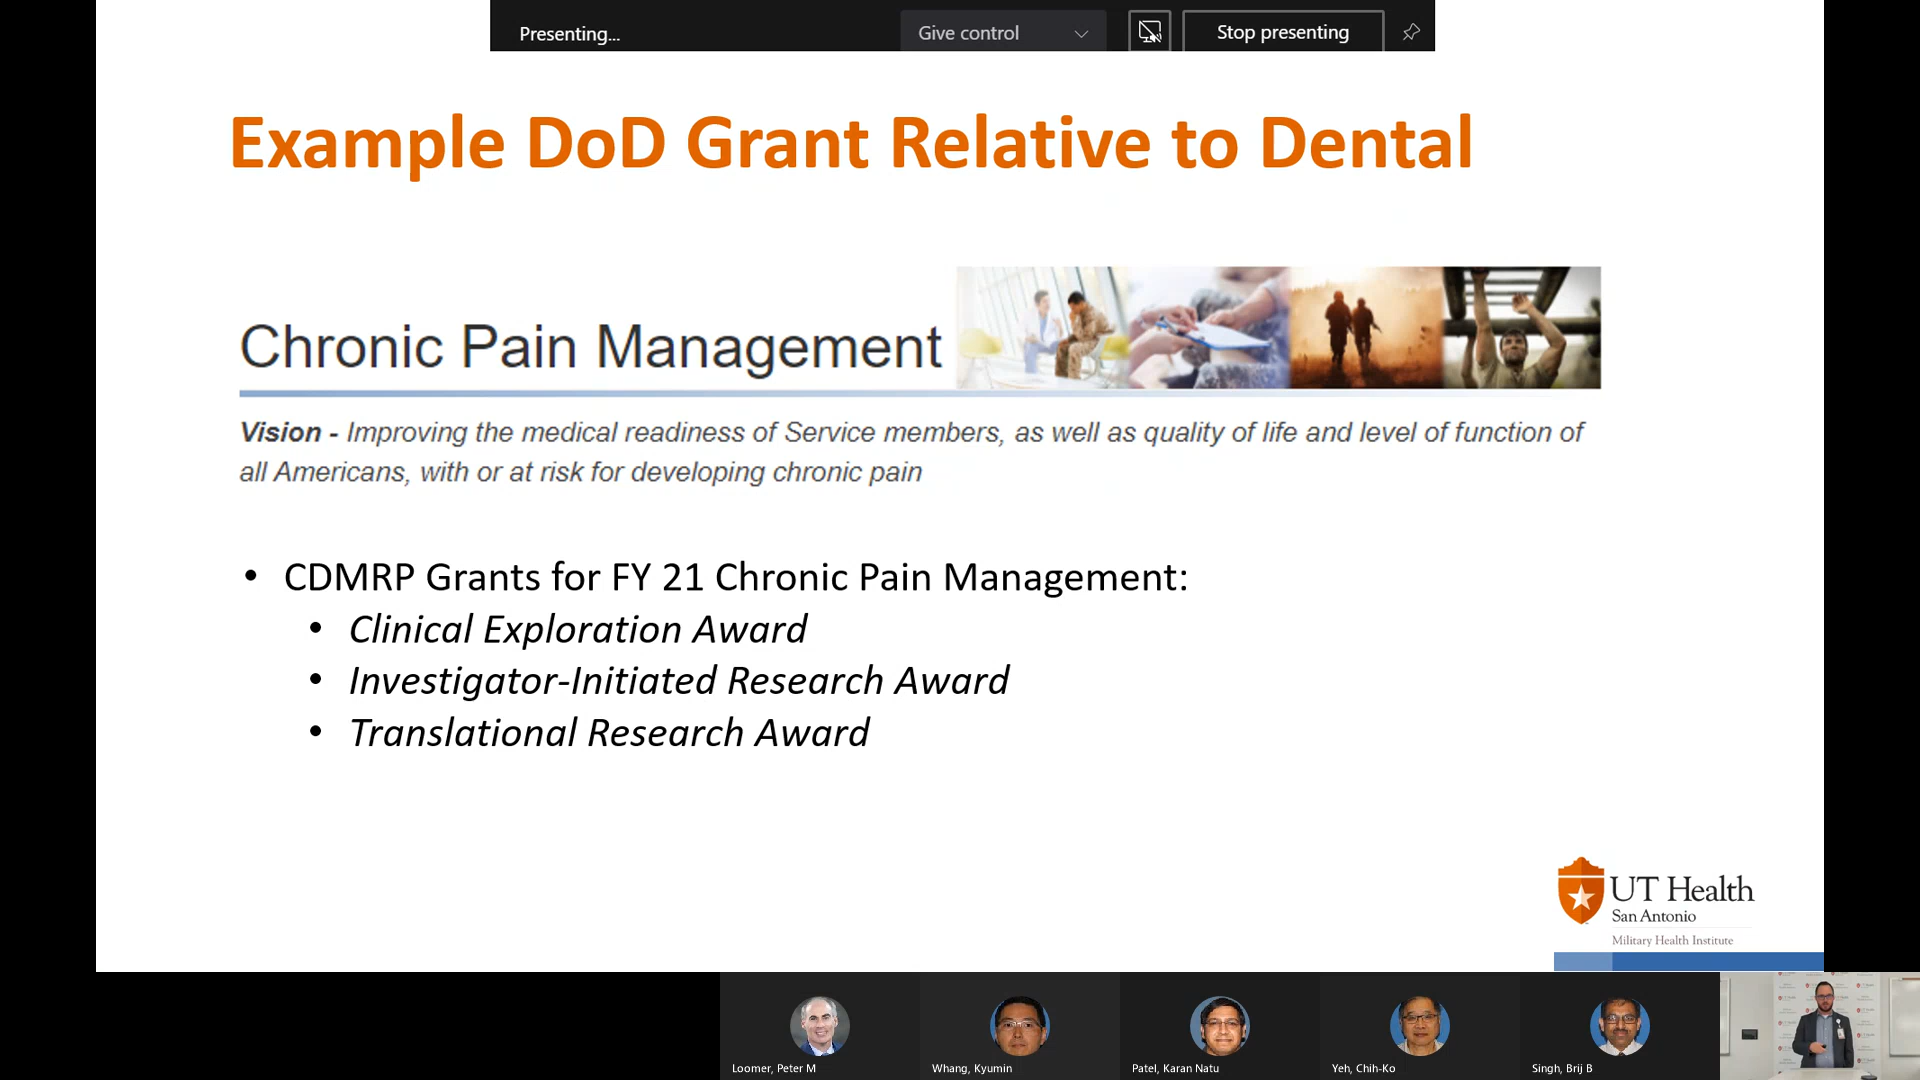 Presenting...
Give control
Stop presenting
Example DoD Grant Relative to Dental
Chronic Pain Management
Vision - Improving the medical readiness of Service members, as well as quality of life and level of function of
all Americans, with or at risk for developing chronic pain
• CDMRP Grants for FY 21 Chronic Pain Management:
• Clinical Exploration Award
• Investigator-Initiated Research Award
• Translational Research Award
UT Health
San Antonio
Military Health Institute
Loomer, Peter M
Whang, Kyumin
Patel, Karan Natu
Yeh, Chih-Ko
Singh, Brij B